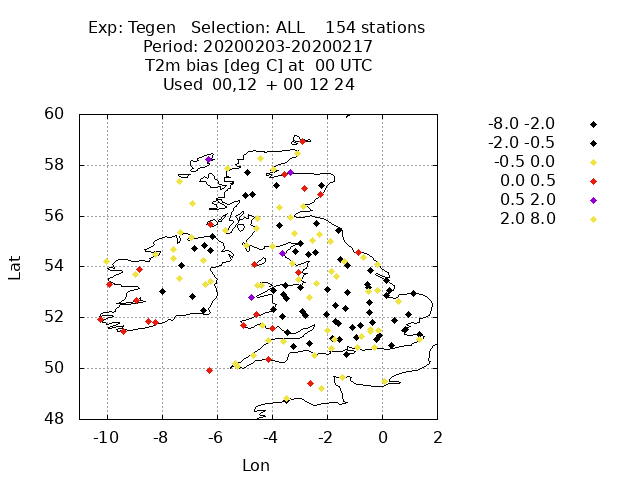 Exp: Tegen   Selection: ALL    154 stations
Period: 20200203-20200217
T2m bias [deg C] at  00 UTC
Used  00,12  + 00 12 24
-8.0 -2.0
-2.0 -0.5
-0.5 0.0
0.0 0.5
0.5 2.0
2.0 8.0
60
58
56
54
52
50
48
Lat
-10 -8 -6 -4 -2 0 2
Lon